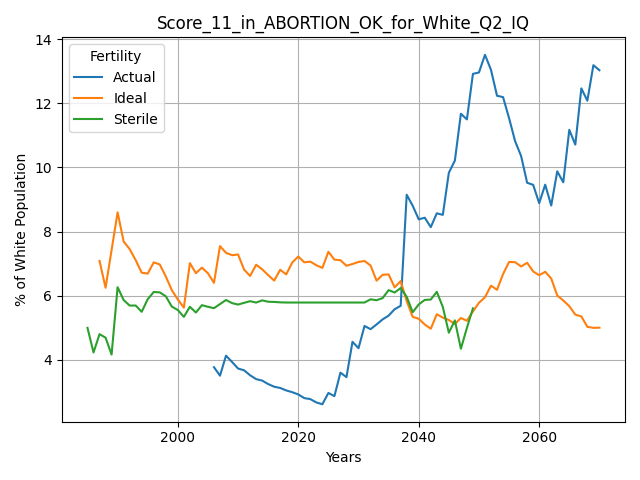 Score_11_in_ABORTION_OK_for_White_Q2_IQ
Fertility
Actual
Ideal
Sterile
% of White Population
14
12
10
8
6
4
2000
2020
2040
2060
Years